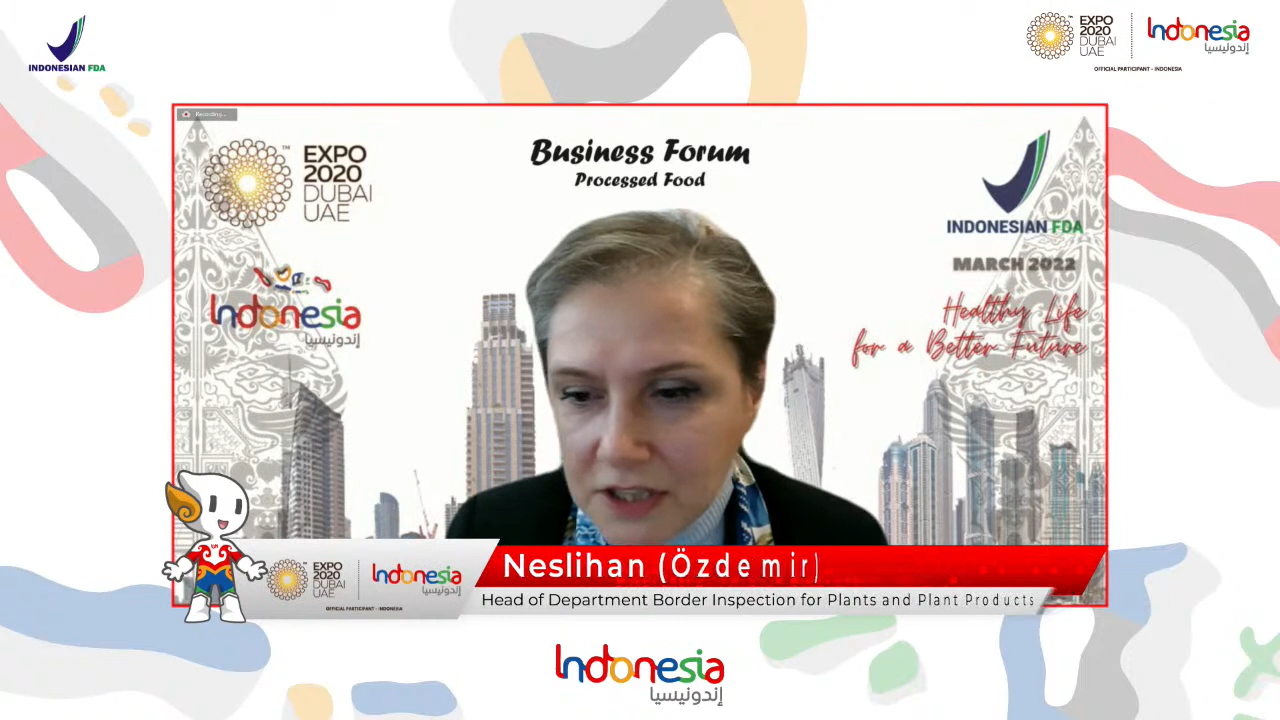 INDONESIAN FDA
EXPO
2020
DUBAI
UAE
Indonesia
إندونيسيا
OFFICIAL PARTICIPANT - INDONESIA
Recording...
EXPO
2020
DUBAI
UAE
TM
Business Forum
Processed Food
INDONESIAN FDA
MARCH 2022
Healthy Life
for a Better Future
Indonesia
إندونيسيا
EXPO
2020
DUBAI
UAE
Indonesia
إندونيسيا
OFFICIAL PARTICIPANT - INDONESIA
Neslihan (Özdemir)
Head of Department Border Inspection for Plants and Plant Products
Indonesia
إندونيسيا